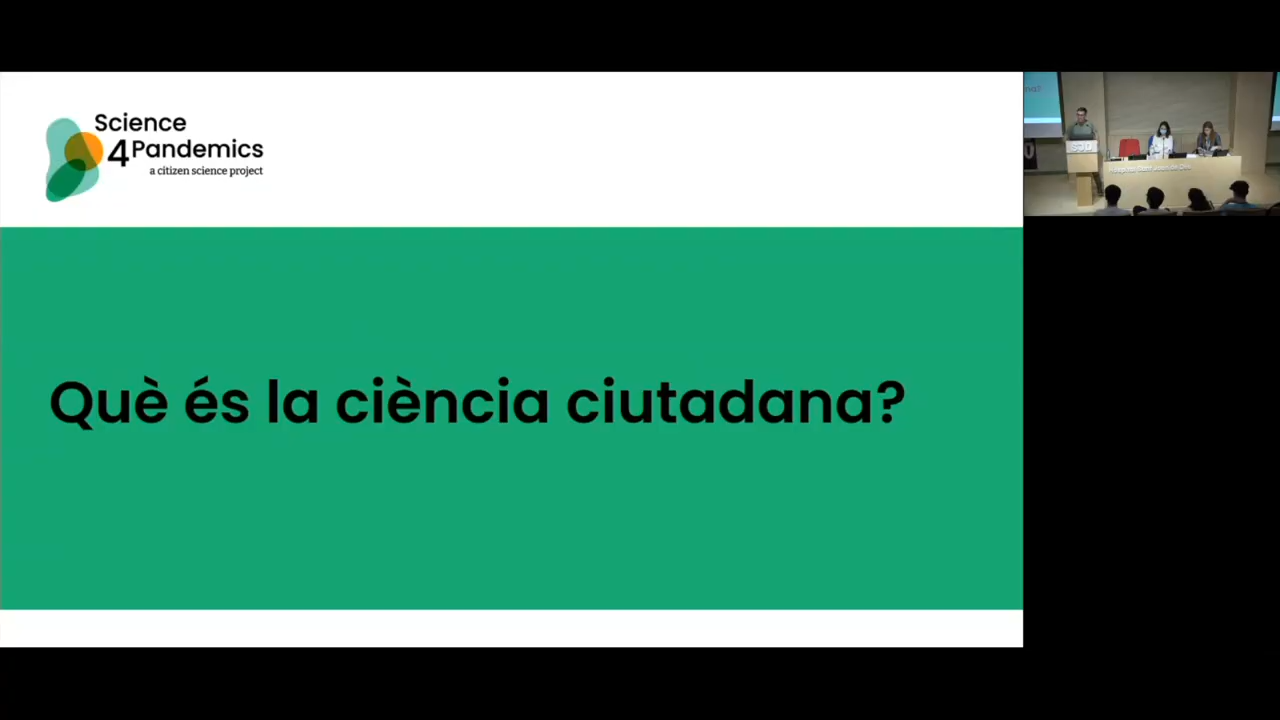 Science
4Pandemics
a citizen science project
Què és la ciència ciutadana?